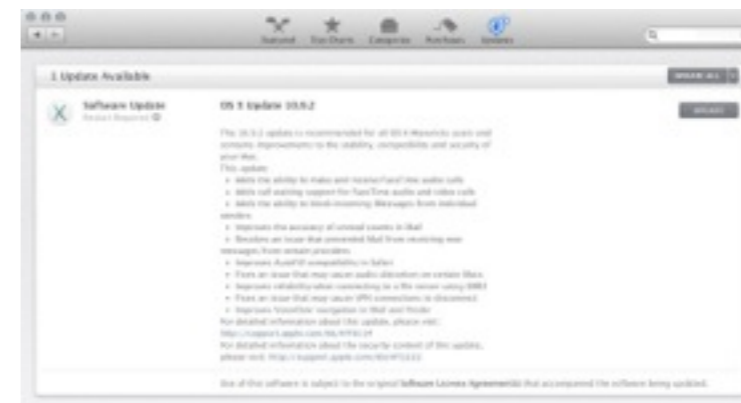 Featured Top Charts Categories Purchases Updates
1 Update Available
UPDATE ALL
Software Update
Restart Required
OS X Update 10.9.2
UPDATE
The 10.9.2 update is recommended for all OS X Mavericks users and
contains improvements to the stability, compatibility and security of
your Mac.
This update:
• Adds the ability to make and receive FaceTime audio calls
• Adds call waiting support for FaceTime audio and video calls
• Adds the ability to block incoming iMessages from individual
senders
• Improves the accuracy of unread counts in Mail
• Resolves an issue that prevented Mail from receiving new
messages from certain providers
• Improves AutoFill compatibility in Safari
• Fixes an issue that may cause audio distortion on certain Macs
• Improves reliability when connecting to a file server using SMB2
• Fixes an issue that may cause VPN connections to disconnect
• Improves VoiceOver navigation in Mail and Finder
For detailed information about this update, please visit:
For detailed information about the security content of this update,
please visit:
Use of this software is subject to the original Software License Agreement(s) that accompanied the software being updated.